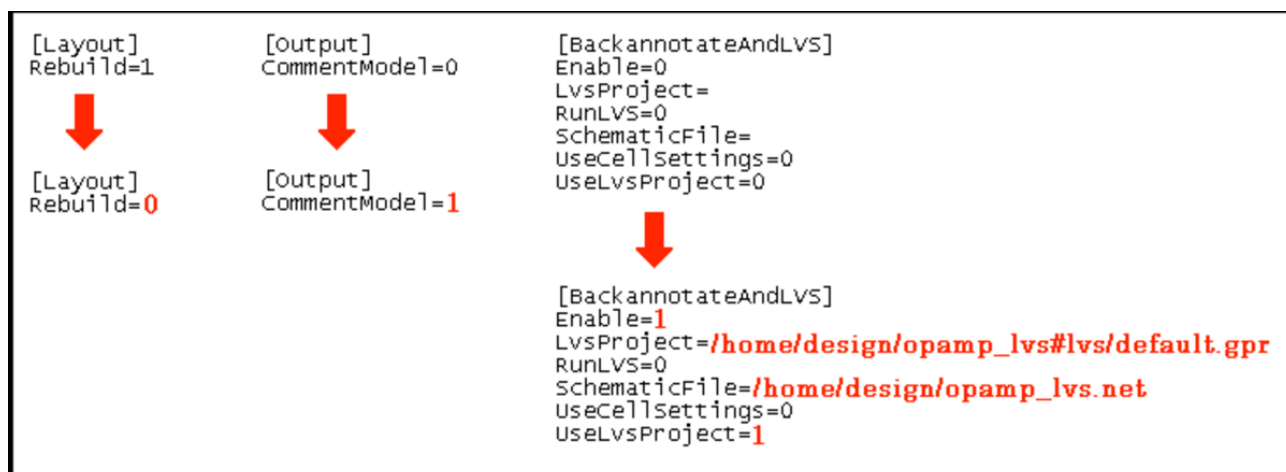 [Layout]
Rebuild=1
[Layout]
Rebuild=0
[Output]
CommentModel=0
[Output]
CommentModel=1
[BackannotateAndLVS]
Enable=0
LvsProject=
RunLVS=0
SchematicFile=
UseCellSettings=0
UseLvsProject=0
[BackannotateAndLVS]
Enable=1
LvsProject=/home/design/opamp_lvs#lvs/default.gpr
RunLVS=0
SchematicFile=/home/design/opamp_lvs.net
UseCellSettings=0
UseLvsProject=1